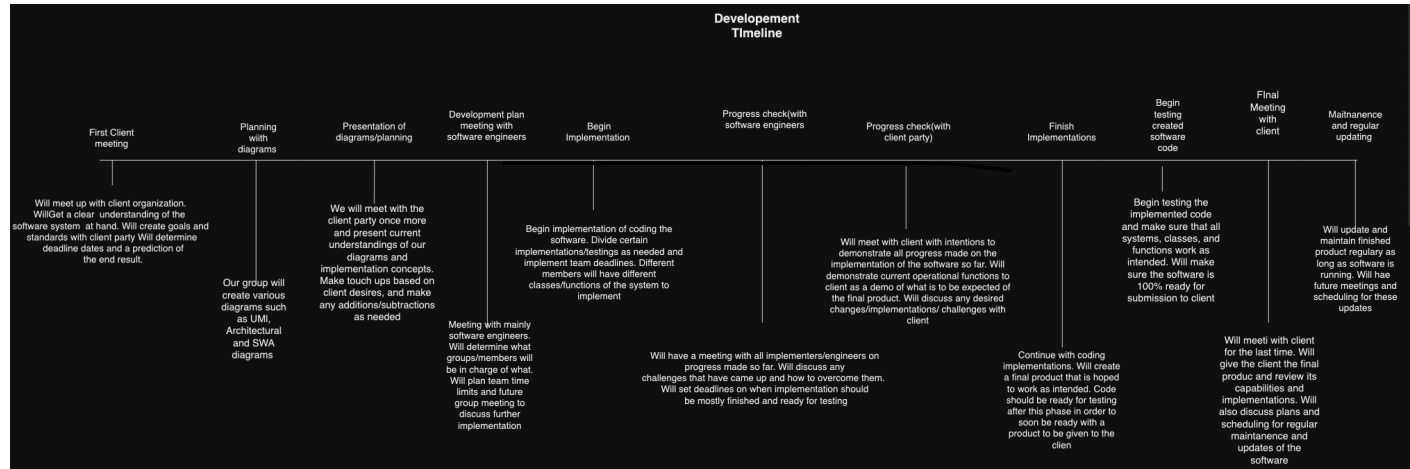 Developement
TImeline
First Client
meeting
Planning
wiith
diagrams
Presentation of
diagrams/planning
Development plan
meeting with
software engineers
Begin
Implementation
Progress check(with
software engineers
Progress check(with
client party)
Finish
Implementations
Begin
testing
created
software
code
FInal
Meeting
with
client
Maitnanence
and regular
updating
Will meet up with client organization.
WillGet a clear understanding of the
software system at hand. Will create goals and
standards with client party Will determine
deadline dates and a prediction of
the end result.
Our group will
create various
diagrams such
as UMl,
Architectural
and SWA
diagrams
We will meet with the
client party once more
and present current
understandings of our
diagrams and
implementation concepts.
Make touch ups based on
client desires, and make
any additions/subtractions
as needed
Meeting with mainly
software engineers.
Will determine what
groups/members will
be in charge of what.
Will plan team time
limits and future
group meeting to
discuss further
implementation
Begin implementation of coding the
software. Divide certain
implementations/testings as needed and
implement team deadlines. Different
members will have different
classes/functions of the system to
implement
Will have a meeting with all implementers/engineers on
progress made so far. Will discuss any
challenges that have came up and how to overcome them.
Will set deadlines on when implementation should
be mostly finished and ready for testing
Will meet with client with intentions to
demonstrate all progress made on the
implementation of the software so far. Will
demonstrate current operational functions to
client as a demo of what is to be expected of
the final product. Will discuss any desired
changes/implementations/ challenges with
client
Continue with coding
implementations. Will create
a final product that is hoped
to work as intended. Code
should be ready for testing
after this phase in order to
soon be ready with a
product to be given to the
clien
Begin testing the
implemented code
and make sure that all
systems, classes, and
functions work as
intended. Will make
sure the software is
100% ready for
submission to client
Will meeti with client
for the last time. Will
give the client the final
produc and review its
capabilities and
implementations. Will
also discuss plans and
scheduling for regular
maintanence and
updates of the
software
Will update and
maintain finished
product regulary as
long as software is
running. Will hae
future meetings and
scheduling for these
updates